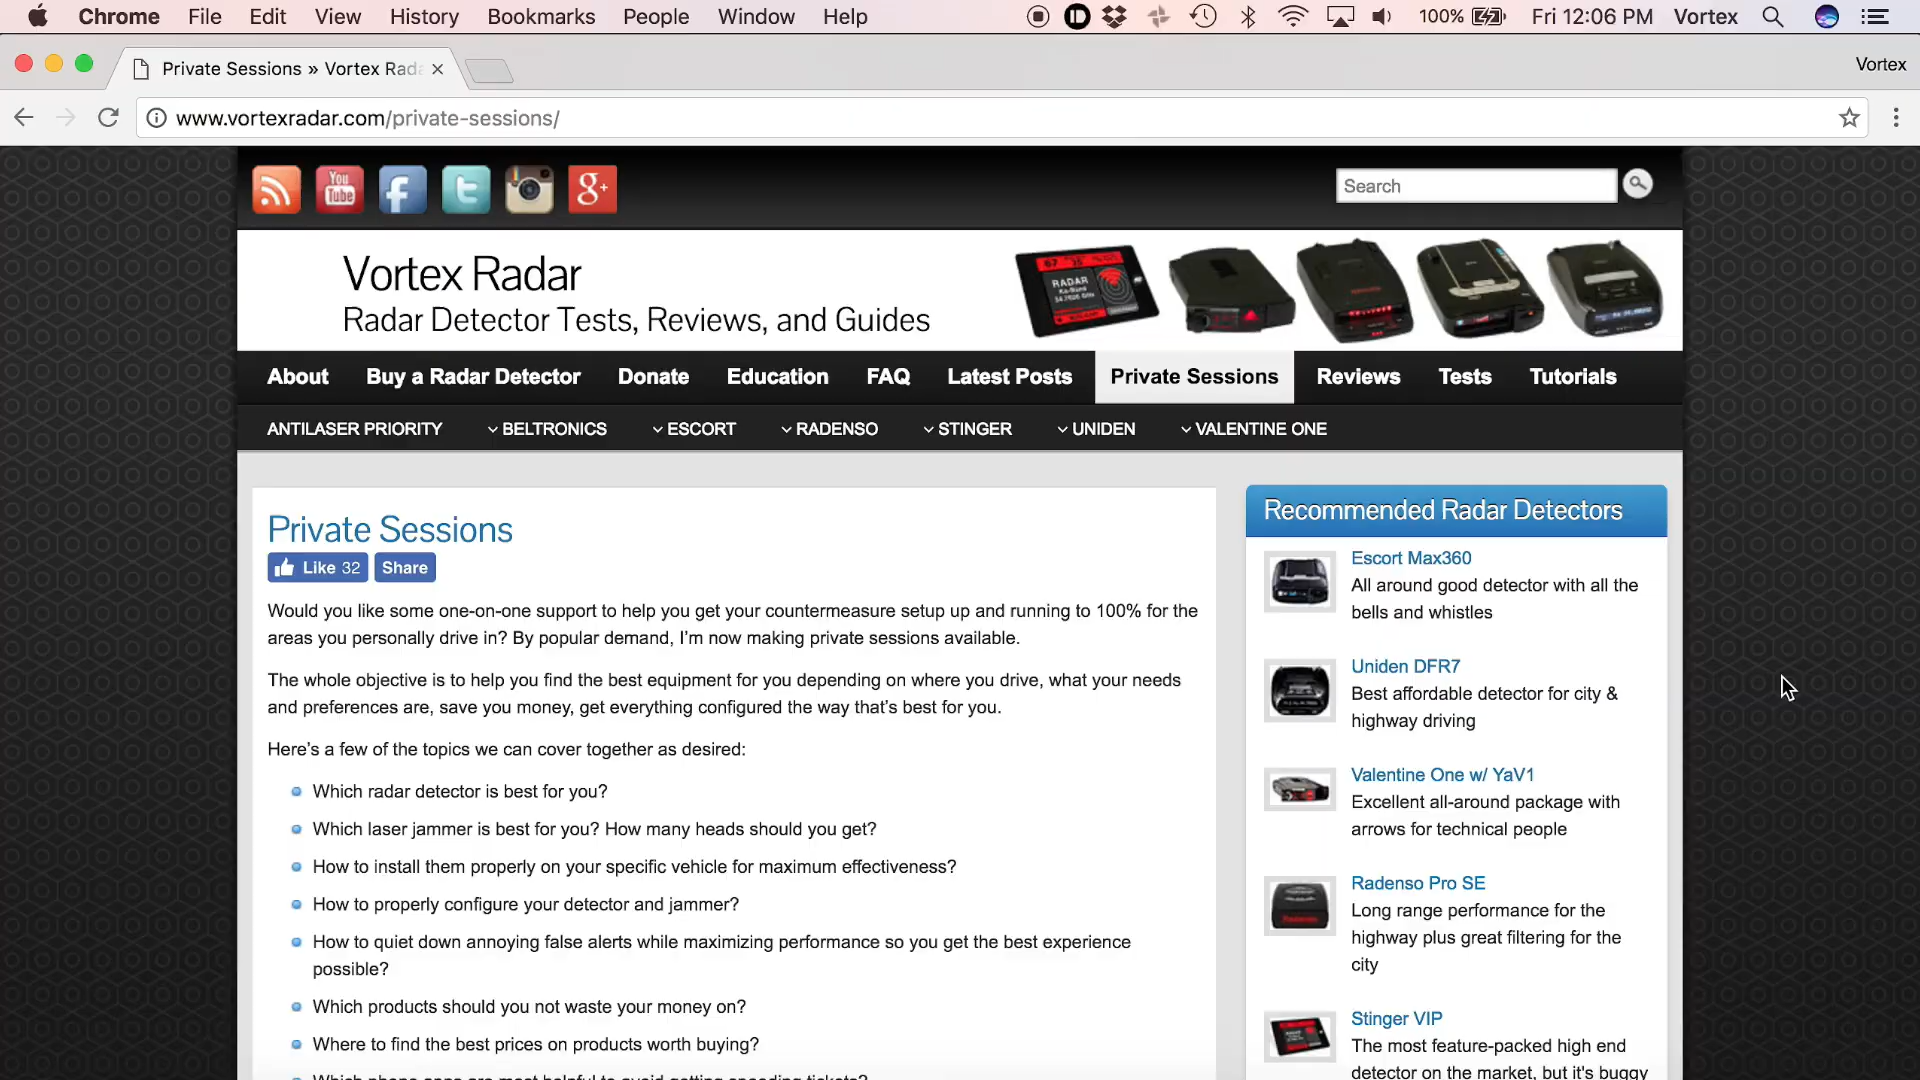 Chrome File Edit View History Bookmarks People Window Help 100% Fri 12:06 PM Vortex
Private Sessions » Vortex Rada
Vortex
www.vortexradar.com/private-sessions/
You Tube
Search
Vortex Radar
Radar Detector Tests, Reviews, and Guides
About Buy a Radar Detector Donate Education FAQ Latest Posts Private Sessions Reviews Tests Tutorials
ANTILASER PRIORITY BELTRONICS ESCORT RADENSO STINGER UNIDEN VALENTINE ONE
Private Sessions
Like 32 Share
Would you like some one-on-one support to help you get your countermeasure setup up and running to 100% for the
areas you personally drive in? By popular demand, I'm now making private sessions available.
The whole objective is to help you find the best equipment for you depending on where you drive, what your needs
and preferences are, save you money, get everything configured the way that's best for you.
Here's a few of the topics we can cover together as desired:
Which radar detector is best for you?
Which laser jammer is best for you? How many heads should you get?
How to install them properly on your specific vehicle for maximum effectiveness?
How to properly configure your detector and jammer?
How to quiet down annoying false alerts while maximizing performance so you get the best experience
possible?
Which products should you not waste your money on?
Where to find the best prices on products worth buying?
Which phone apps are most helpful to avoid getting speeding tickets?
Recommended Radar Detectors
Escort Max360
All around good detector with all the
bells and whistles
Uniden DFR7
Best affordable detector for city &
highway driving
Valentine One w/ YaV1
Excellent all-around package with
arrows for technical people
Radenso Pro SE
Long range performance for the
highway plus great filtering for the
city
Stinger VIP
The most feature-packed high end
detector on the market, but it's buggy